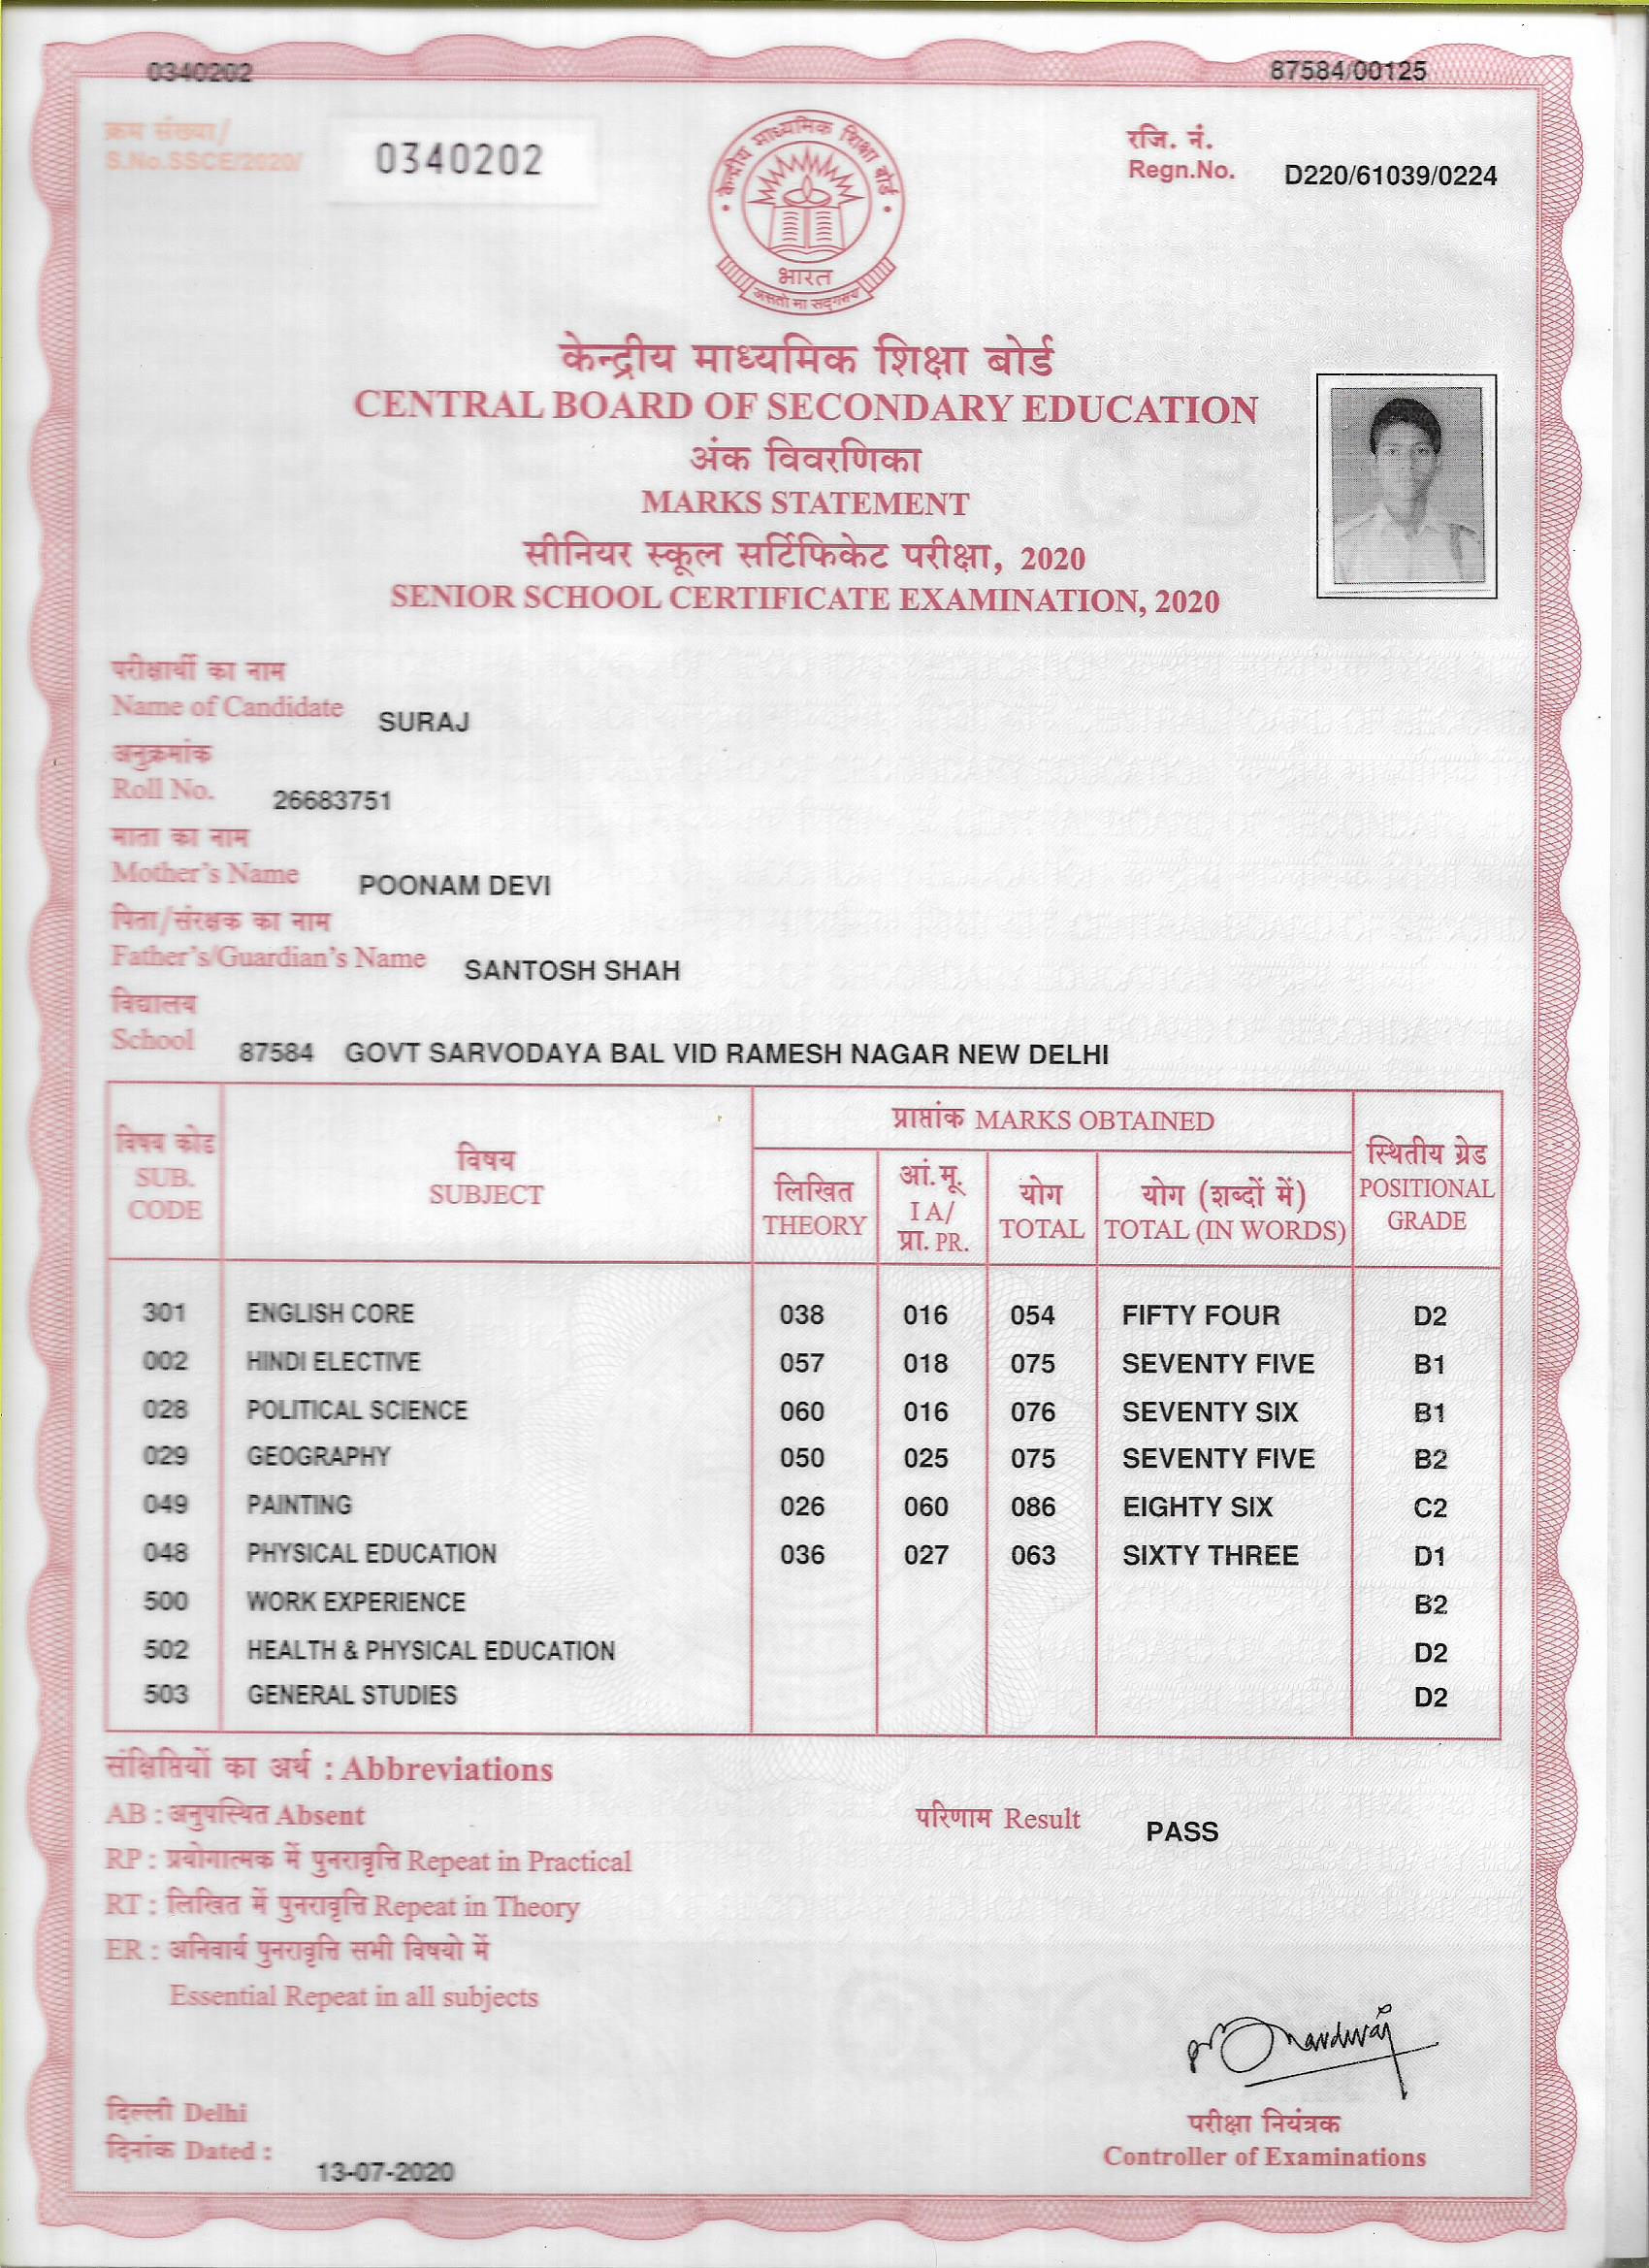 0340202 87584/00125
क्रम संख्या/
S.No.SSCE/2020/ 0340202
रजि. नं.
Regn.No. D220/61039/0224
केन्द्रीय माध्यमिक शिक्षा बोर्ड
भारत
असतो मा सद्गमय
केन्द्रीय माध्यमिक शिक्षा बोर्ड
CENTRAL BOARD OF SECONDARY EDUCATION
अंक विवरणिका
MARKS STATEMENT
सीनियर स्कूल सर्टिफिकेट परीक्षा, 2020
SENIOR SCHOOL CERTIFICATE EXAMINATION, 2020
परीक्षार्थी का नाम
Name of Candidate SURAJ
अनुक्रमांक
Roll No. 26683751
माता का नाम
Mother's Name POONAM DEVI
पिता/संरक्षक का नाम
Father's/Guardian's Name SANTOSH SHAH
विद्यालय
School 87584 GOVT SARVODAYA BAL VID RAMESH NAGAR NEW DELHI
विषय कोड
SUB.
CODE
विषय
SUBJECT
प्राप्तांक MARKS OBTAINED
लिखित
THEORY
आं.मू.
I A/
प्रा. PR.
योग
TOTAL
योग (शब्दों में)
TOTAL (IN WORDS)
स्थितीय ग्रेड
POSITIONAL
GRADE
301 ENGLISH CORE 038 016 054 FIFTY FOUR D2
002 HINDI ELECTIVE 057 018 075 SEVENTY FIVE B1
028 POLITICAL SCIENCE 060 016 076 SEVENTY SIX B1
029 GEOGRAPHY 050 025 075 SEVENTY FIVE B2
049 PAINTING 026 060 086 EIGHTY SIX C2
048 PHYSICAL EDUCATION 036 027 063 SIXTY THREE D1
500 WORK EXPERIENCE B2
502 HEALTH & PHYSICAL EDUCATION D2
503 GENERAL STUDIES D2
संक्षिप्तियों का अर्थ : Abbreviations
AB : अनुपस्थित Absent
परिणाम Result PASS
RP : प्रयोगात्मक में पुनरावृत्ति Repeat in Practical
RT : लिखित में पुनरावृत्ति Repeat in Theory
ER : अनिवार्य पुनरावृत्ति सभी विषयो में
Essential Repeat in all subjects
दिल्ली Delhi
दिनांक Dated : 13-07-2020
परीक्षा नियंत्रक
Controller of Examinations